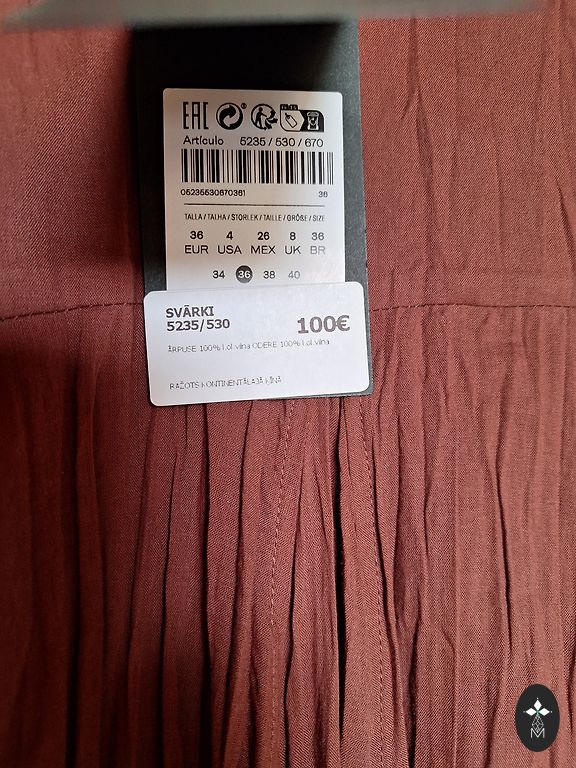 EAC
Artículo 5235 / 530 / 670
05235530670361 36
TALLA / TALHA / STORLEK / TAILLE / GRÖßE / SIZE
36 4 26 8 36
EUR USA MEX UK BR
34 36 38 40
SVĀRKI
5235/530 100€
ĀRPUSE 100% l.ol.vilna ODERE 100% l.ol.vilna
RAŽOTS KONTINENTĀLAJĀ ĶĪNĀ